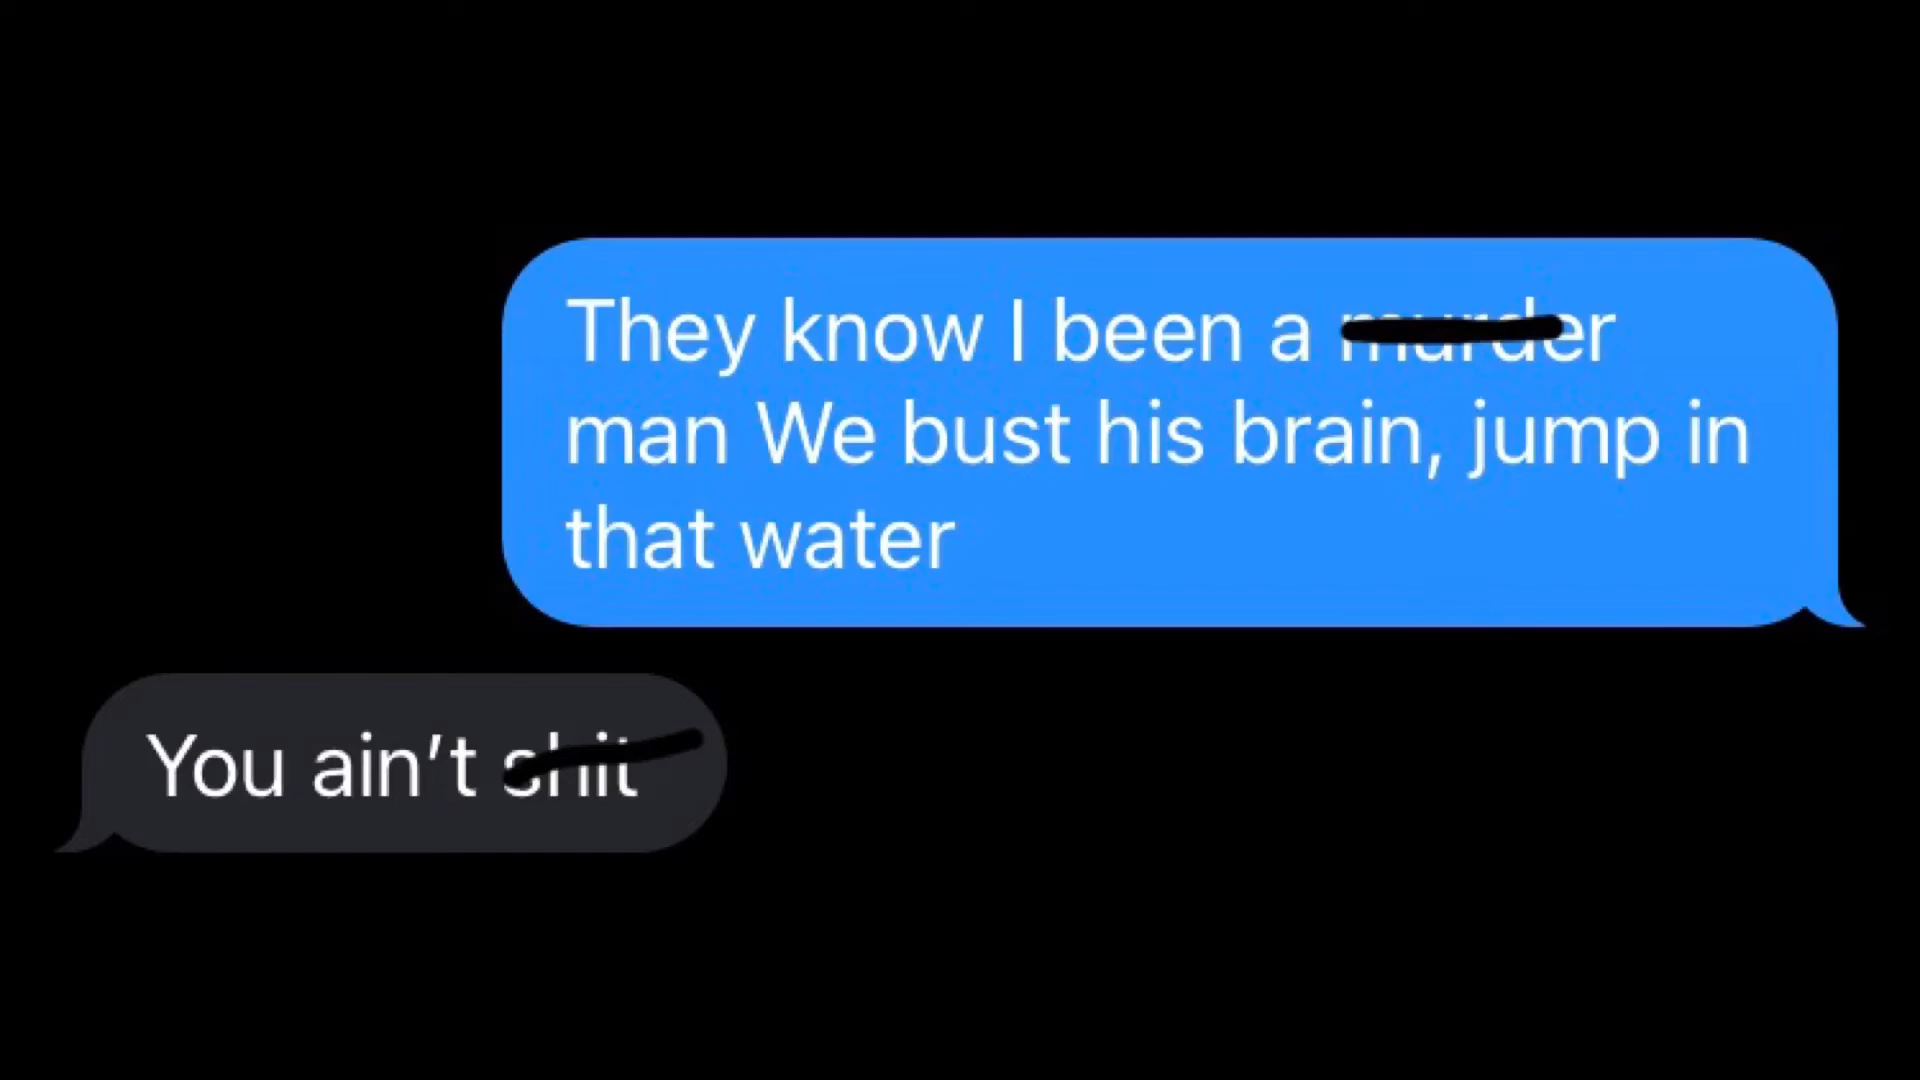 They know I been a murder
man We bust his brain, jump in
that water
You ain’t shit